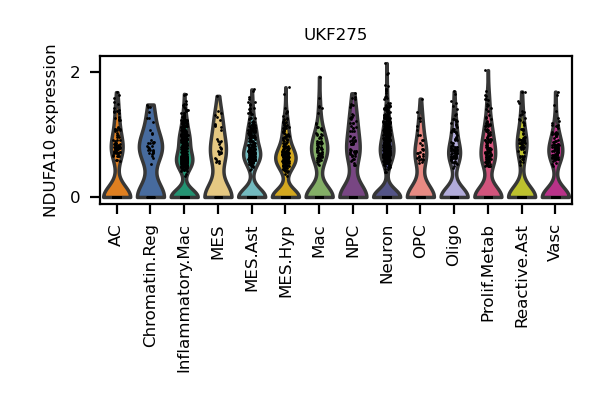 UKF275
NDUFA10 expression
2
0
AC
Chromatin.Reg
Inflammatory.Mac
MES
MES.Ast
MES.Hyp
Mac
NPC
Neuron
OPC
Oligo
Prolif.Metab
Reactive.Ast
Vasc